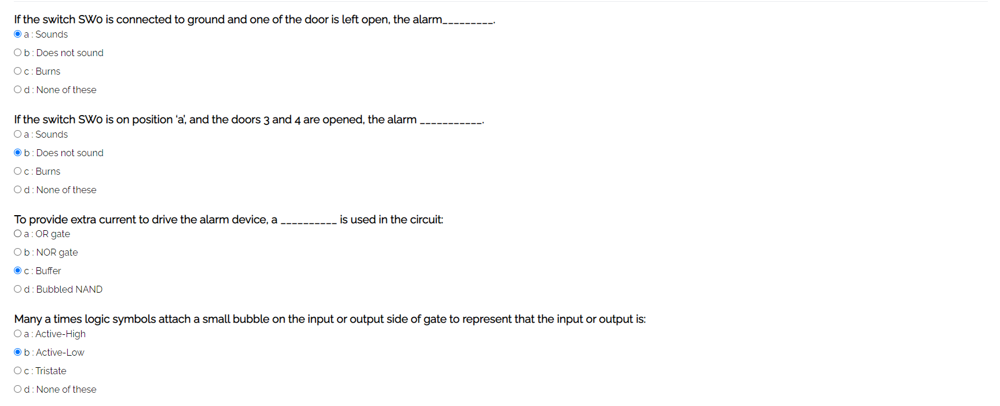 If the switch SW0 is connected to ground and one of the door is left open, the alarm_________.
a : Sounds
b : Does not sound
c : Burns
d : None of these
If the switch SW0 is on position 'a', and the doors 3 and 4 are opened, the alarm ___________.
a : Sounds
b : Does not sound
c : Burns
d : None of these
To provide extra current to drive the alarm device, a __________ is used in the circuit:
a : OR gate
b : NOR gate
c : Buffer
d : Bubbled NAND
Many a times logic symbols attach a small bubble on the input or output side of gate to represent that the input or output is:
a : Active-High
b : Active-Low
c : Tristate
d : None of these